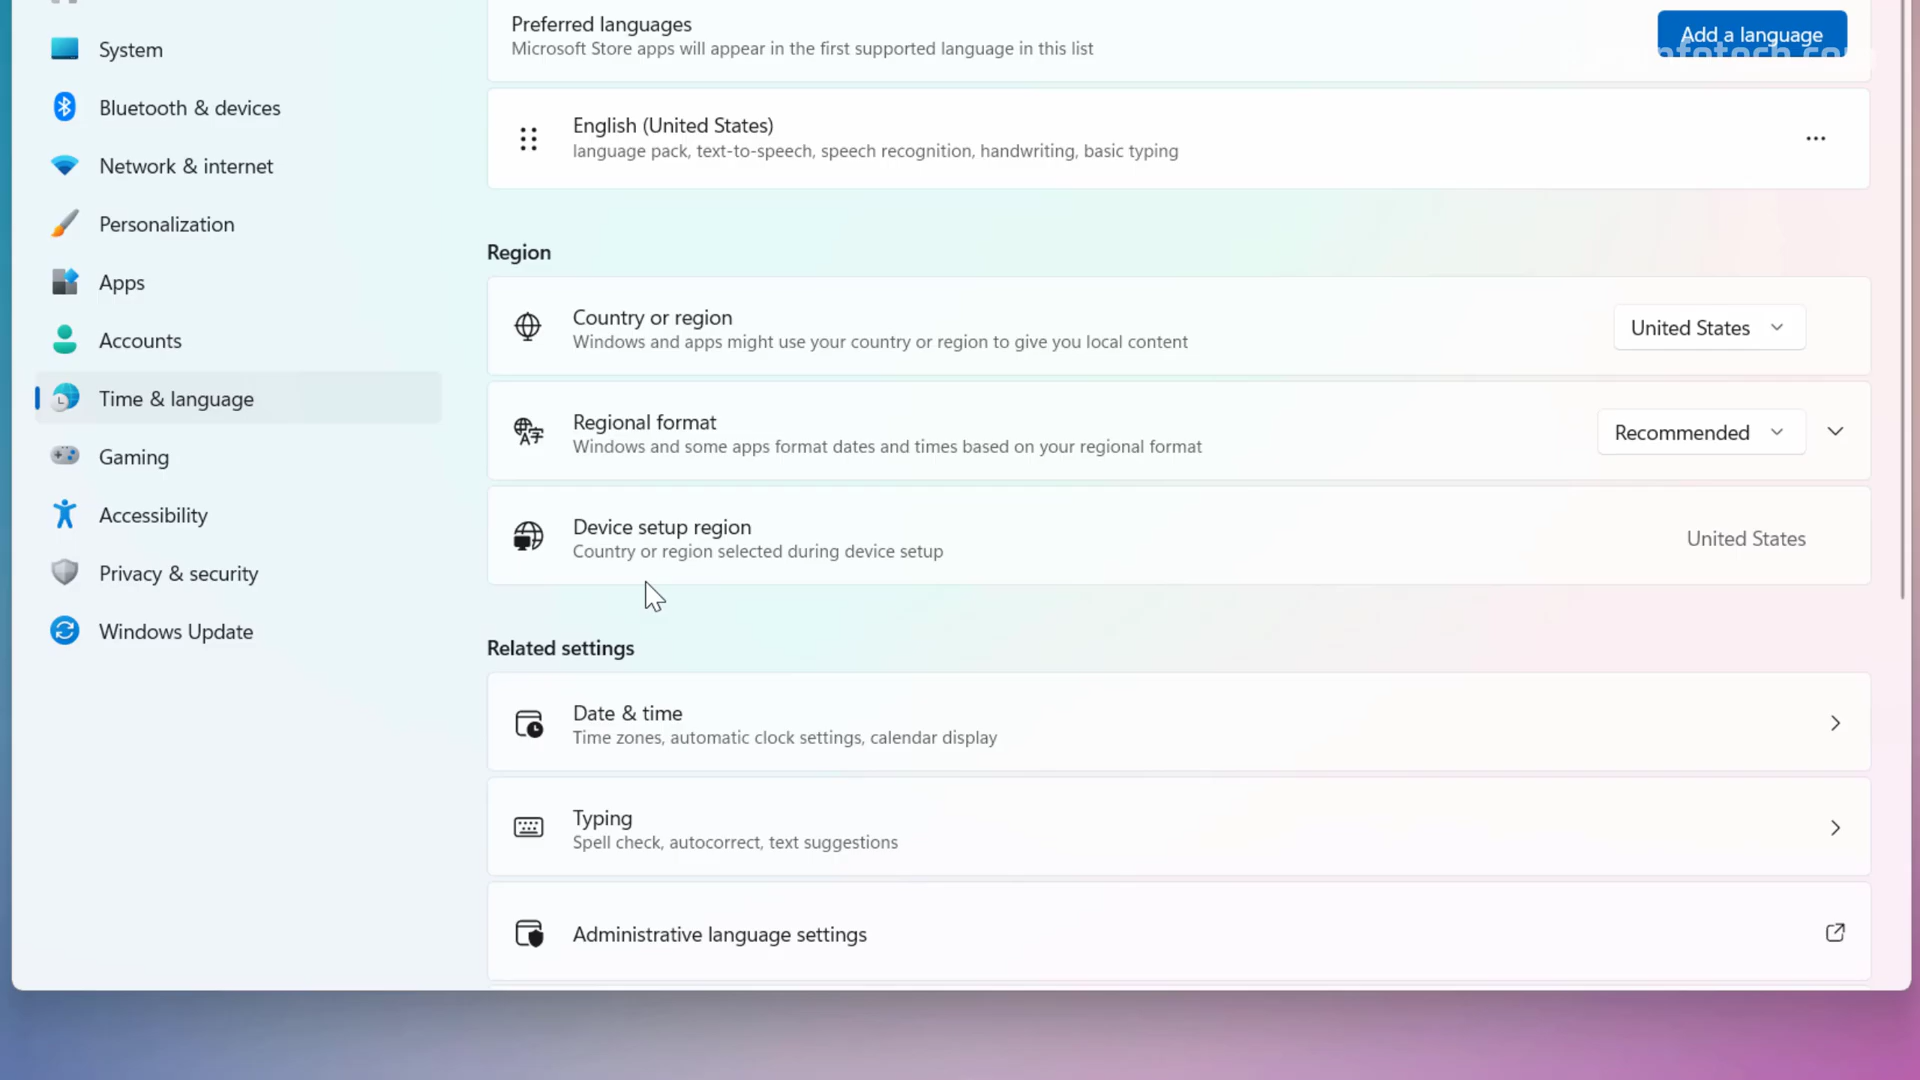 System
Bluetooth & devices
Network & internet
Personalization
Apps
Accounts
Time & language
Gaming
Accessibility
Privacy & security
Windows Update
Preferred languages
Microsoft Store apps will appear in the first supported language in this list
Add a language
English (United States)
language pack, text-to-speech, speech recognition, handwriting, basic typing
Region
Country or region
Windows and apps might use your country or region to give you local content
United States
Regional format
Windows and some apps format dates and times based on your regional format
Recommended
Device setup region
Country or region selected during device setup
United States
Related settings
Date & time
Time zones, automatic clock settings, calendar display
Typing
Spell check, autocorrect, text suggestions
Administrative language settings